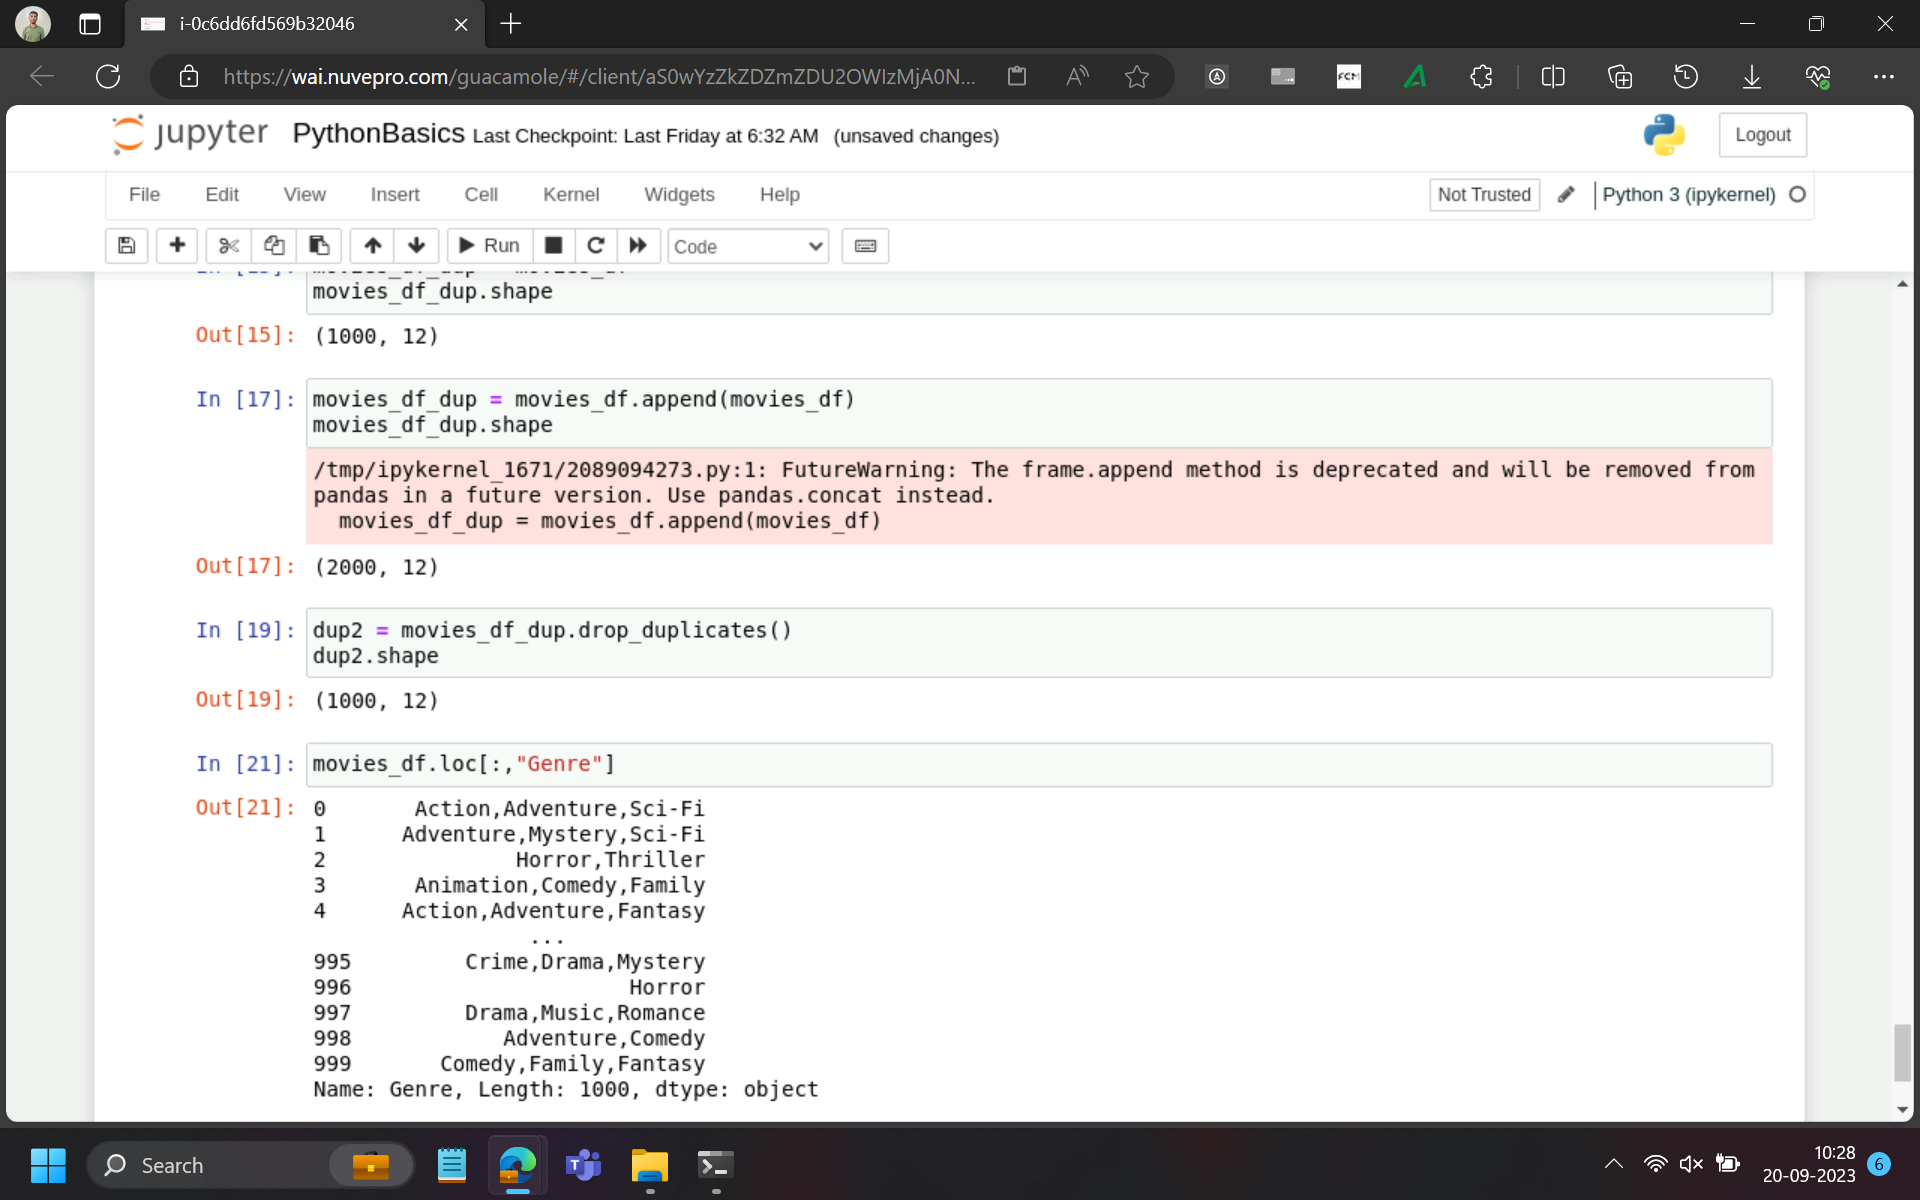 i-0c6dd6fd569b32046
https://wai.nuvepro.com/guacamole/#/client/aS0wYzZkZDZmZDU2OWIzMjA0N...
FCM
jupyter PythonBasics Last Checkpoint: Last Friday at 6:32 AM (unsaved changes)
Logout
File Edit View Insert Cell Kernel Widgets Help
Not Trusted
Python 3 (ipykernel)
Run
Code
movies_df_dup.shape
Out[15]: (1000, 12)
In [17]: movies_df_dup = movies_df.append(movies_df)
movies_df_dup.shape
/tmp/ipykernel_1671/2089094273.py:1: FutureWarning: The frame.append method is deprecated and will be removed from
pandas in a future version. Use pandas.concat instead.
movies_df_dup = movies_df.append(movies_df)
Out[17]: (2000, 12)
In [19]: dup2 = movies_df_dup.drop_duplicates()
dup2.shape
Out[19]: (1000, 12)
In [21]: movies_df.loc[:,"Genre"]
Out[21]: 0 Action,Adventure,Sci-Fi
1 Adventure,Mystery,Sci-Fi
2 Horror,Thriller
3 Animation,Comedy,Family
4 Action,Adventure,Fantasy
...
995 Crime,Drama,Mystery
996 Horror
997 Drama,Music,Romance
998 Adventure,Comedy
999 Comedy,Family,Fantasy
Name: Genre, Length: 1000, dtype: object
Search
10:28
20-09-2023
6